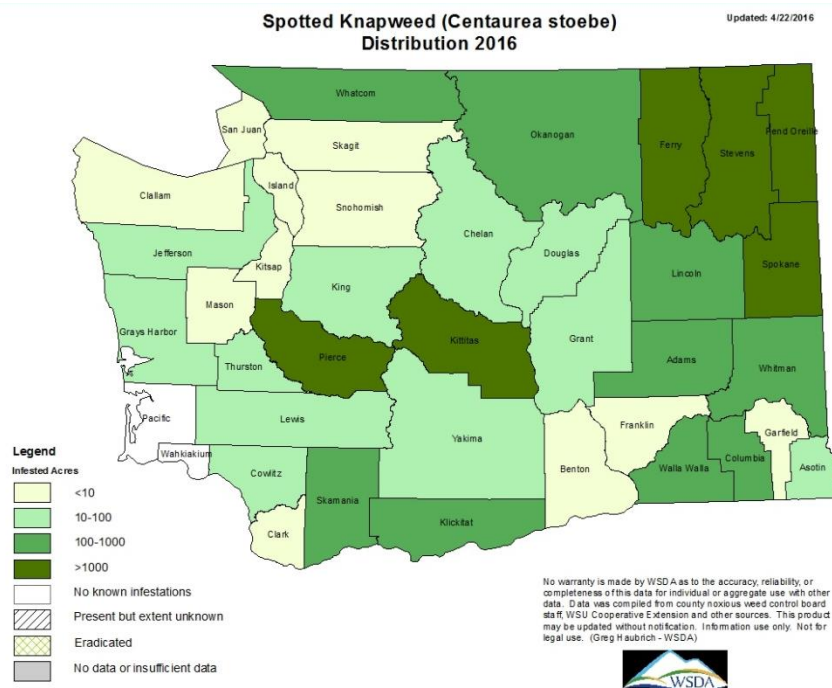 Spotted Knapweed (Centaurea stoebe)
Distribution 2016
Updated: 4/22/2016
Whatcom
San Juan
Skagit
Okanogan
Ferry
Stevens
Pend Oreille
Clallam
Island
Snohomish
Chelan
Jefferson
Douglas
Kitsap
King
Lincoln
Spokane
Mason
Grays Harbor
Kittitas
Grant
Pierce
Thurston
Adams
Whitman
Pacific
Lewis
Yakima
Franklin
Garfield
Wahkiakium
Benton
Walla Walla
Columbia
Asotin
Cowlitz
Skamania
Klickitat
Clark
Legend
Infested Acres
<10
10-100
100-1000
>1000
No known infestations
Present but extent unknown
Eradicated
No data or insufficient data
No warranty is made by WSDA as to the accuracy, reliability, or
completeness of this data for individual or aggregate use with other
data. Data was compiled from county noxious weed control board
staff, WSU Cooperative Extension and other sources. This product
may be updated without notification. Information use only. Not for
legal use. (Greg Haubrich - WSDA)
WSDA